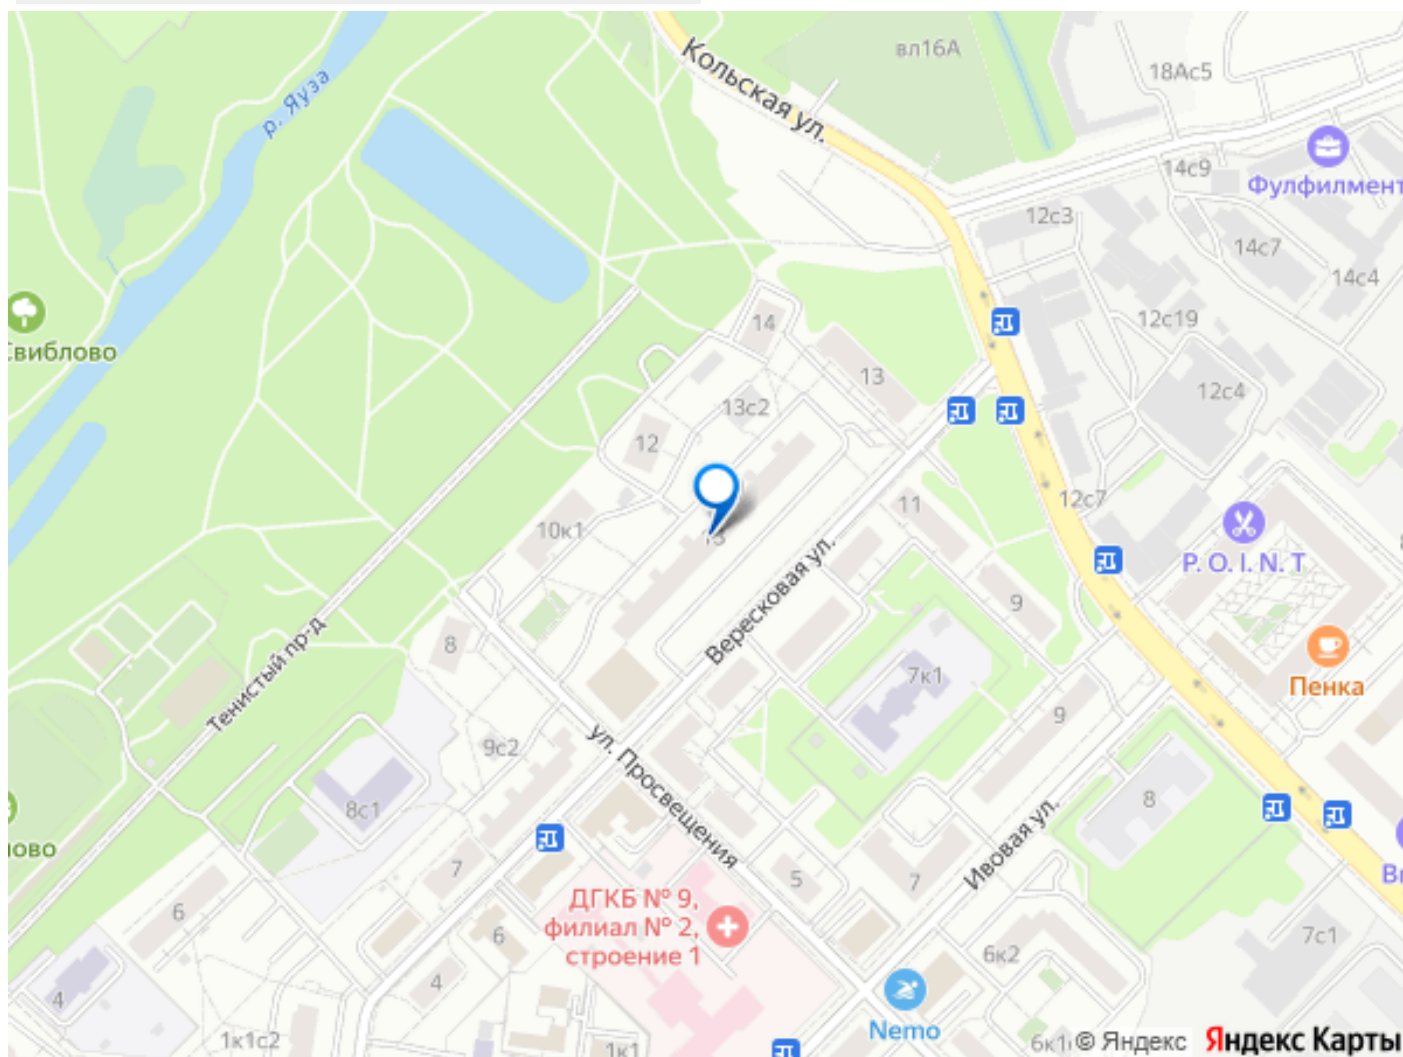 вл16А
18Ас5
Кольская ул.
р. Яуза
14с9
Фулфилмент
12с3
14с7
14с4
12с19
Свиблово
14
13
12с4
13с2
12
12с7
11
10к1
P. O. I. N. T
Вересковая ул.
9
Тенистый пр-д
8
7к1
Пенка
9
9с2
ул. Просвещения
8с1
8
Ивовая ул.
7
5
7
6
ДГКБ № 9,
филиал № 2,
строение 1
6
6к2
7с1
4
4
Nemo
1к1с2
1к1
© Яндекс Яндекс Карты